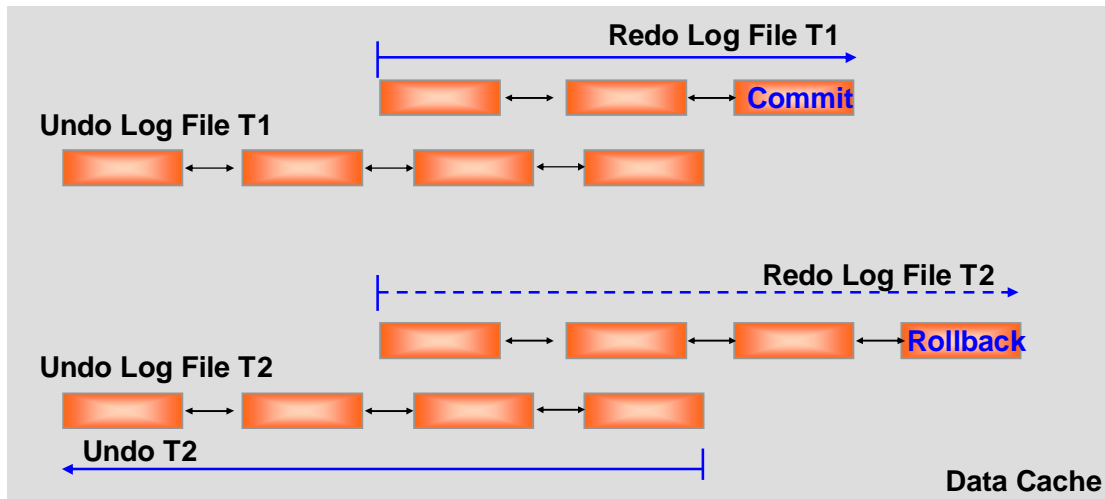 Redo Log File T1
Commit
Undo Log File T1
Redo Log File T2
Rollback
Undo Log File T2
Undo T2
Data Cache